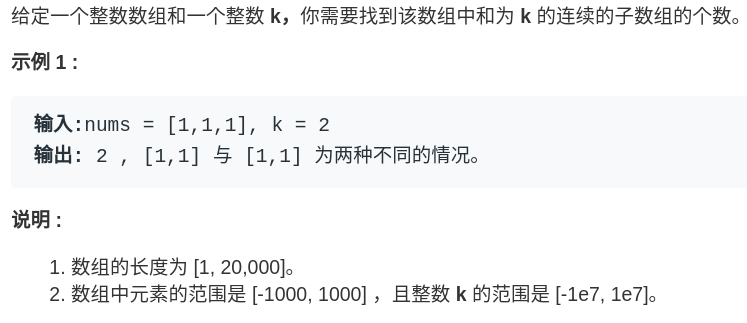 给定一个整数数组和一个整数 k，你需要找到该数组中和为 k 的连续的子数组的个数。
示例 1 :
输入:nums = [1,1,1], k = 2
输出: 2 , [1,1] 与 [1,1] 为两种不同的情况。
说明 :
1. 数组的长度为 [1, 20,000]。
2. 数组中元素的范围是 [-1000, 1000] ，且整数 k 的范围是 [-1e7, 1e7]。